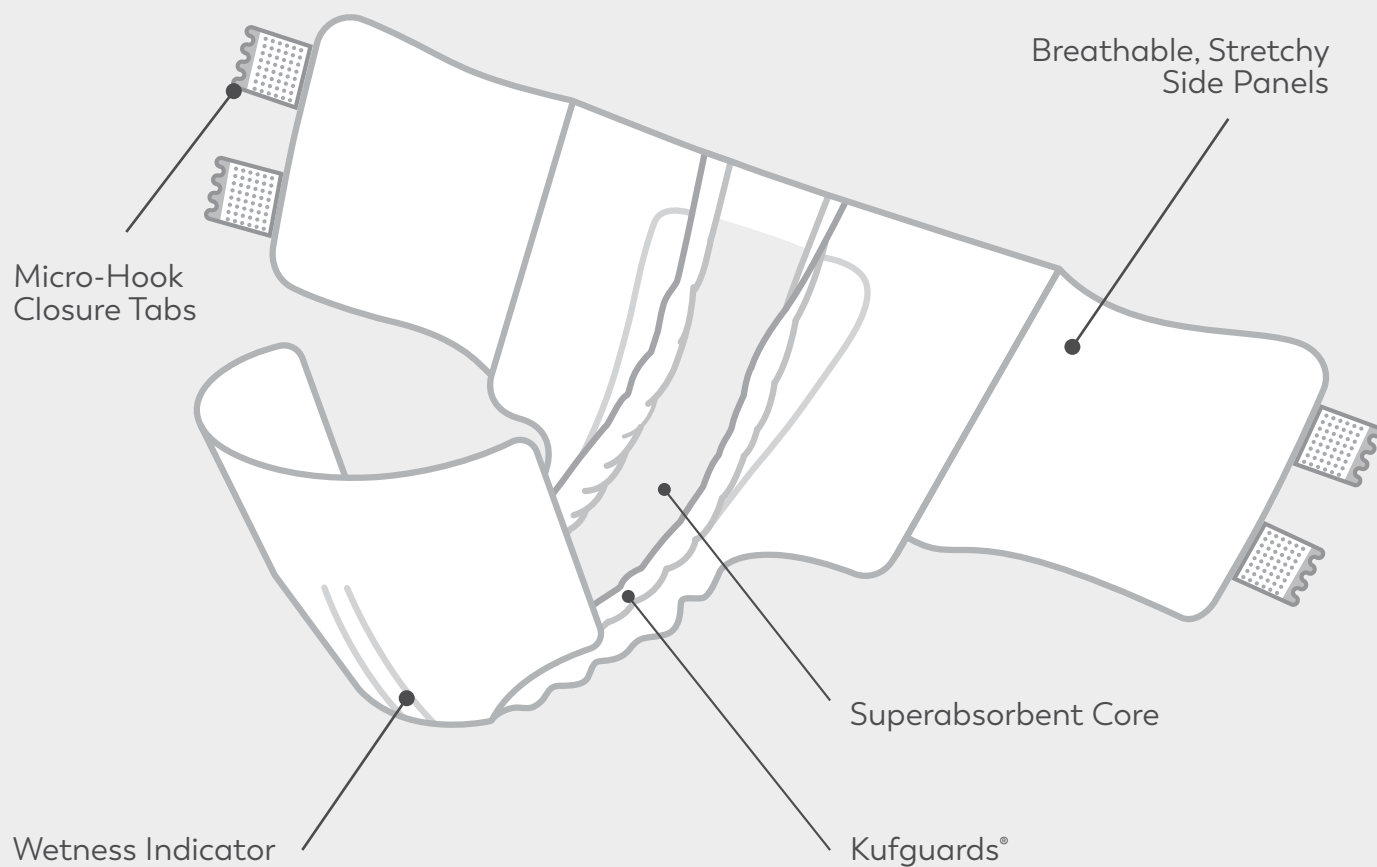 Breathable, Stretchy
Side Panels
Micro-Hook
Closure Tabs
Superabsorbent Core
Wetness Indicator
Kufguards®